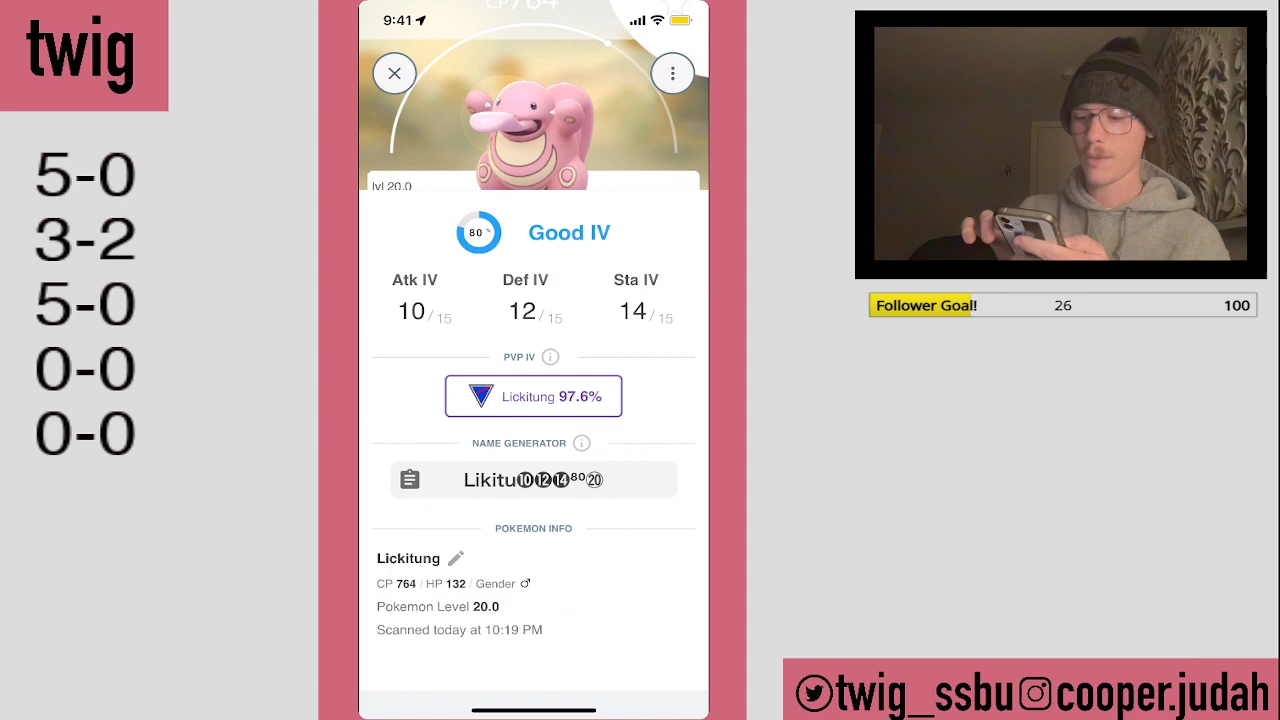 twig
5-0
3-2
5-0
0-0
0-0
9:41
CP764
lvl 20.0
80 % Good IV
Atk IV Def IV Sta IV
10/15 12/15 14/15
PVP IV
Lickitung 97.6%
NAME GENERATOR
Likitu❿⓬⓮⁸⁰⑳
POKEMON INFO
Lickitung
CP 764 / HP 132 / Gender ♂
Pokemon Level 20.0
Scanned today at 10:19 PM
Follower Goal! 26 100
twig_ssbu cooper.judah